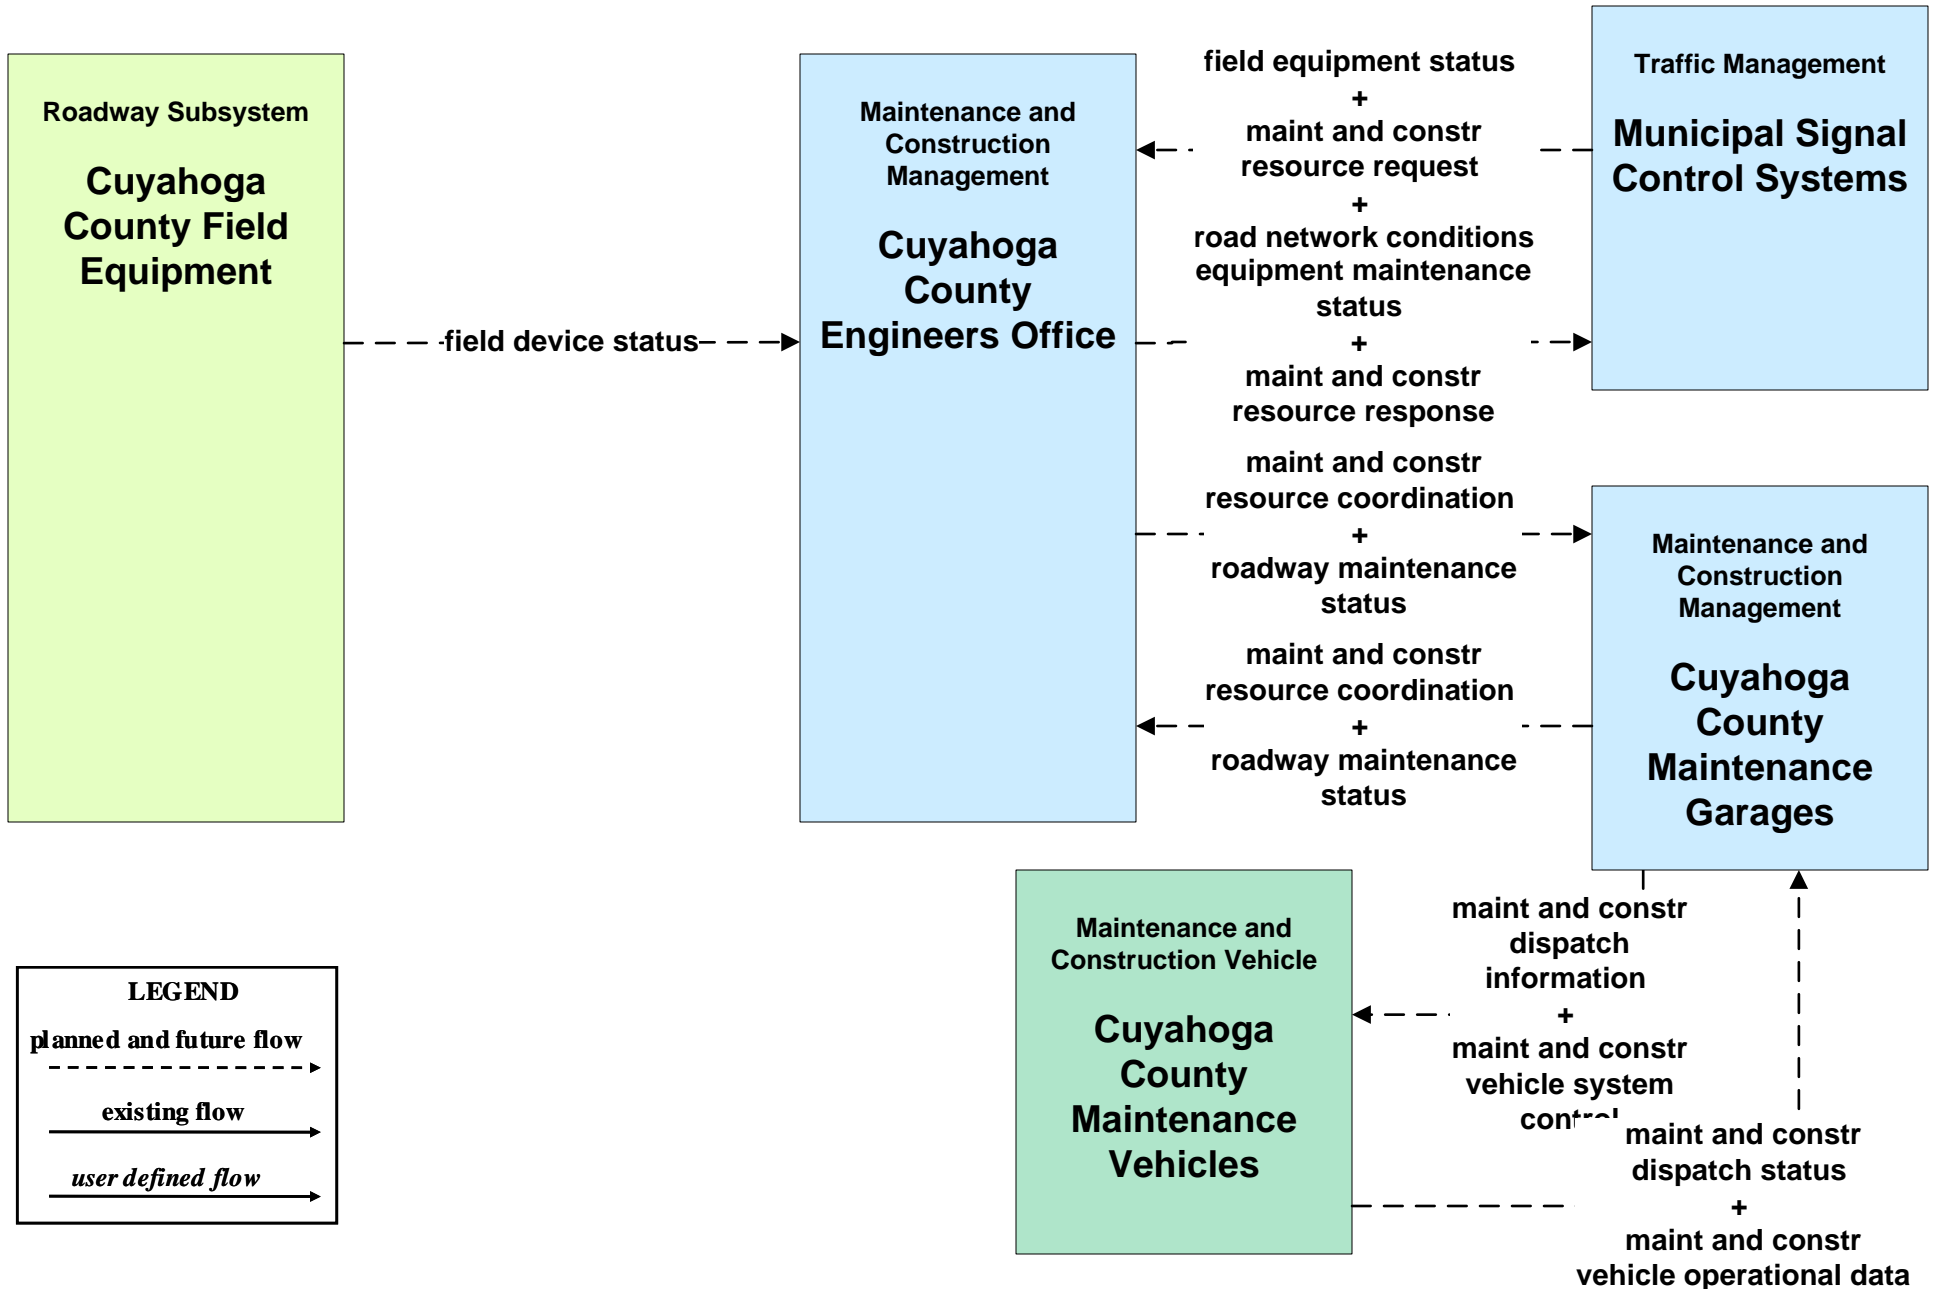 Roadway Subsystem
Cuyahoga
County Field
Equipment
field device status
Maintenance and
Construction
Management
Cuyahoga
County
Engineers Office
field equipment status
+
maint and constr
resource request
+
road network conditions
equipment maintenance
status
+
maint and constr
resource response
Traffic Management
Municipal Signal
Control Systems
maint and constr
resource coordination
+
roadway maintenance
status
maint and constr
resource coordination
+
roadway maintenance
status
Maintenance and
Construction
Management
Cuyahoga
County
Maintenance
Garages
Maintenance and
Construction Vehicle
Cuyahoga
County
Maintenance
Vehicles
maint and constr
dispatch
information
+
maint and constr
vehicle system
control
maint and constr
dispatch status
+
maint and constr
vehicle operational data
LEGEND
planned and future flow
existing flow
user defined flow